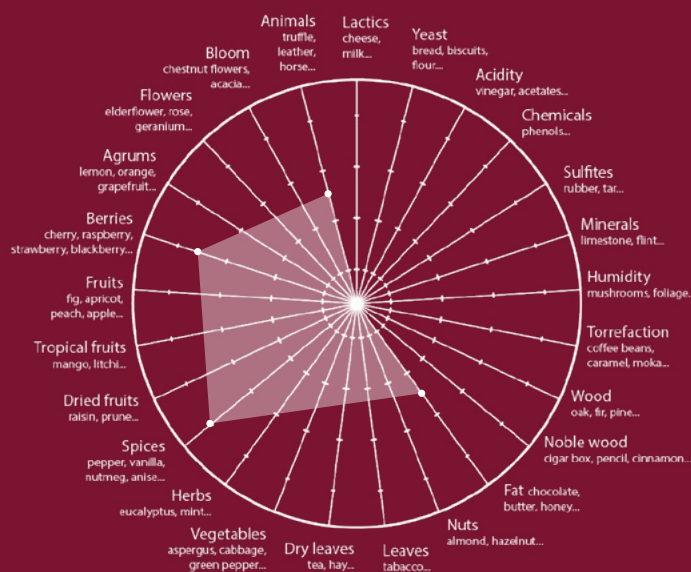 Animals
truffle,
leather,
horse...
Lactics
cheese,
milk...
Yeast
bread, biscuits,
flour...
Acidity
vinegar, acetates...
Chemicals
phenols...
Sulfites
rubber, tar...
Minerals
limestone, flint...
Humidity
mushrooms, foliage...
Torrefaction
coffee beans,
caramel, moka...
Wood
oak, fir, pine...
Noble wood
cigar box, pencil, cinnamon...
Fat chocolate,
butter, honey...
Nuts
almond, hazelnut...
Leaves
tabacco...
Dry leaves
tea, hay...
Vegetables
aspergus, cabbage,
green pepper...
Herbs
eucalyptus, mint...
Spices
pepper, vanilla,
nutmeg, anise...
Dried fruits
raisin, prune...
Tropical fruits
mango, litchi...
Fruits
fig, apricot,
peach, apple...
Berries
cherry, raspberry,
strawberry, blackberry...
Agrums
lemon, orange,
grapefruit...
Flowers
elderflower, rose,
geranium...
Bloom
chestnut flowers,
acacia...